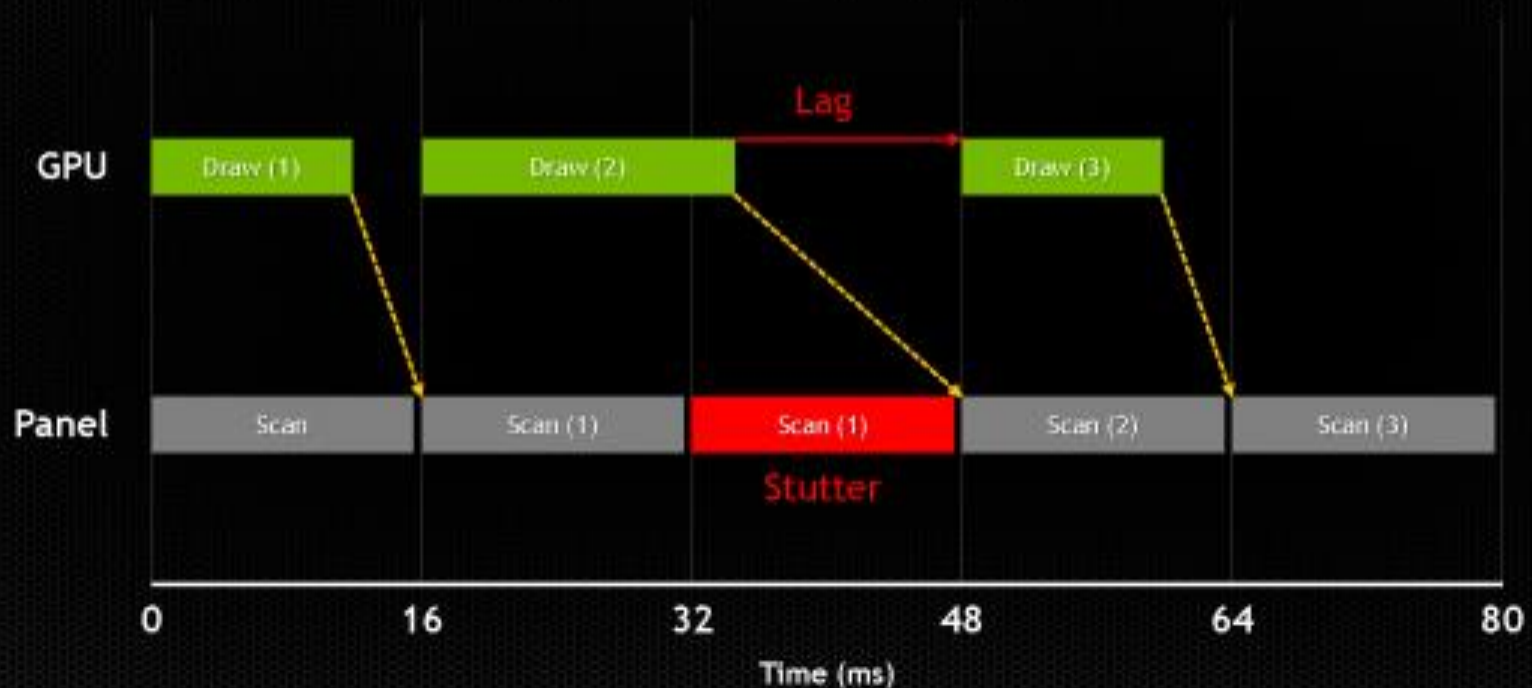 Lag
GPU Draw (1) Draw (2) Draw (3)
Panel Scan Scan (1) Scan (1) Scan (2) Scan (3)
Stutter
0 16 32 48 64 80
Time (ms)